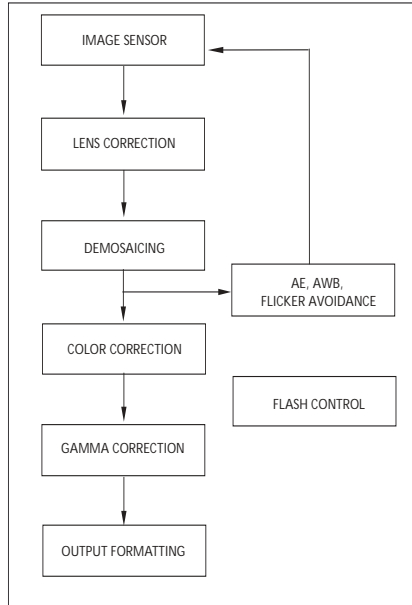 IMAGE SENSOR
LENS CORRECTION
DEMOSAICING
AE, AWB,
FLICKER AVOIDANCE
COLOR CORRECTION
FLASH CONTROL
GAMMA CORRECTION
OUTPUT FORMATTING